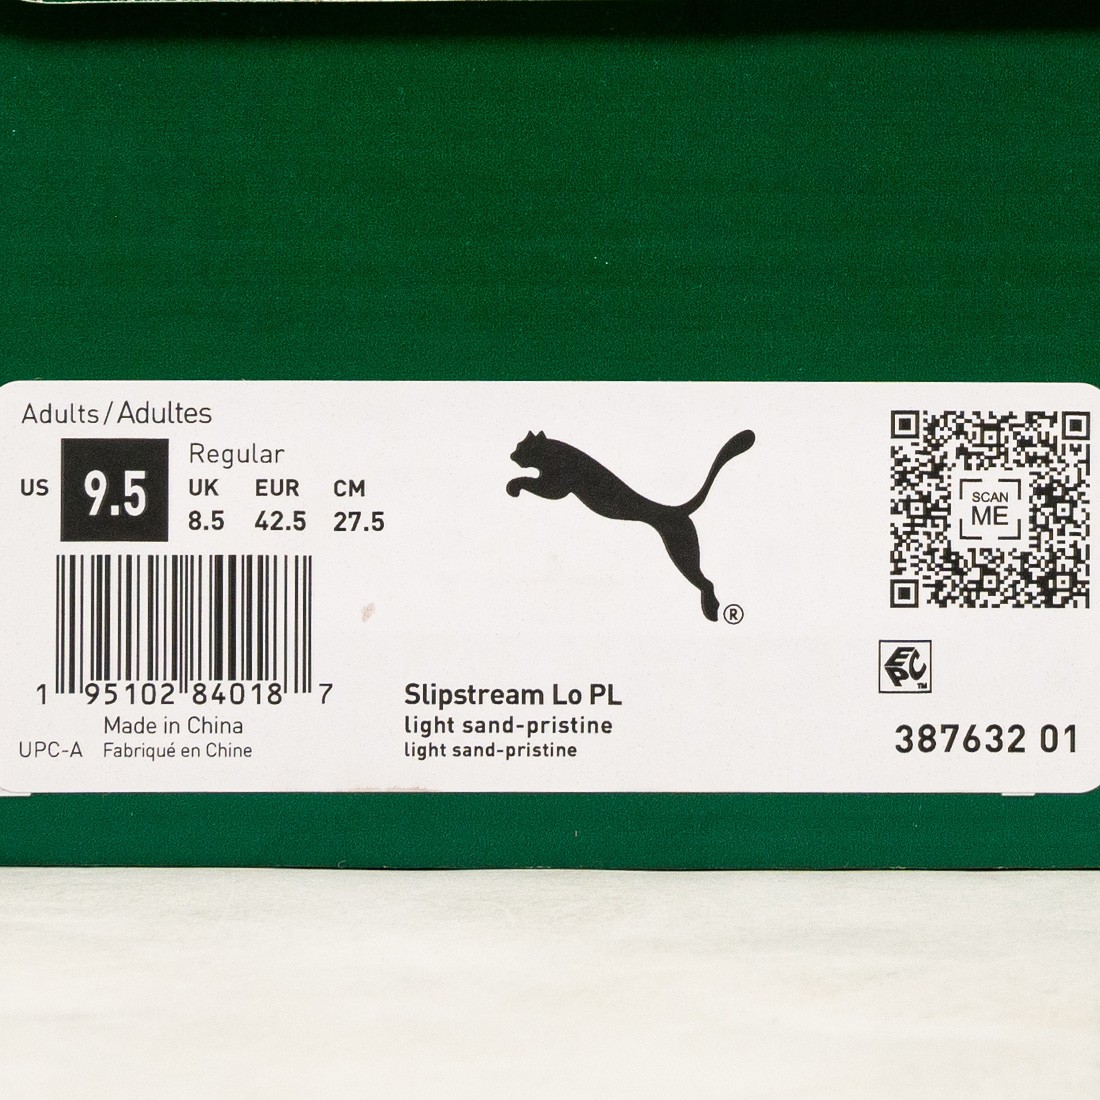 Adults/Adultes
US 9.5
Regular
UK EUR CM
8.5 42.5 27.5
1 95102 84018 7
Made in China
UPC-A Fabriqué en Chine
®
Slipstream Lo PL
light sand-pristine
light sand-pristine
SCAN
ME
EPC™
387632 01